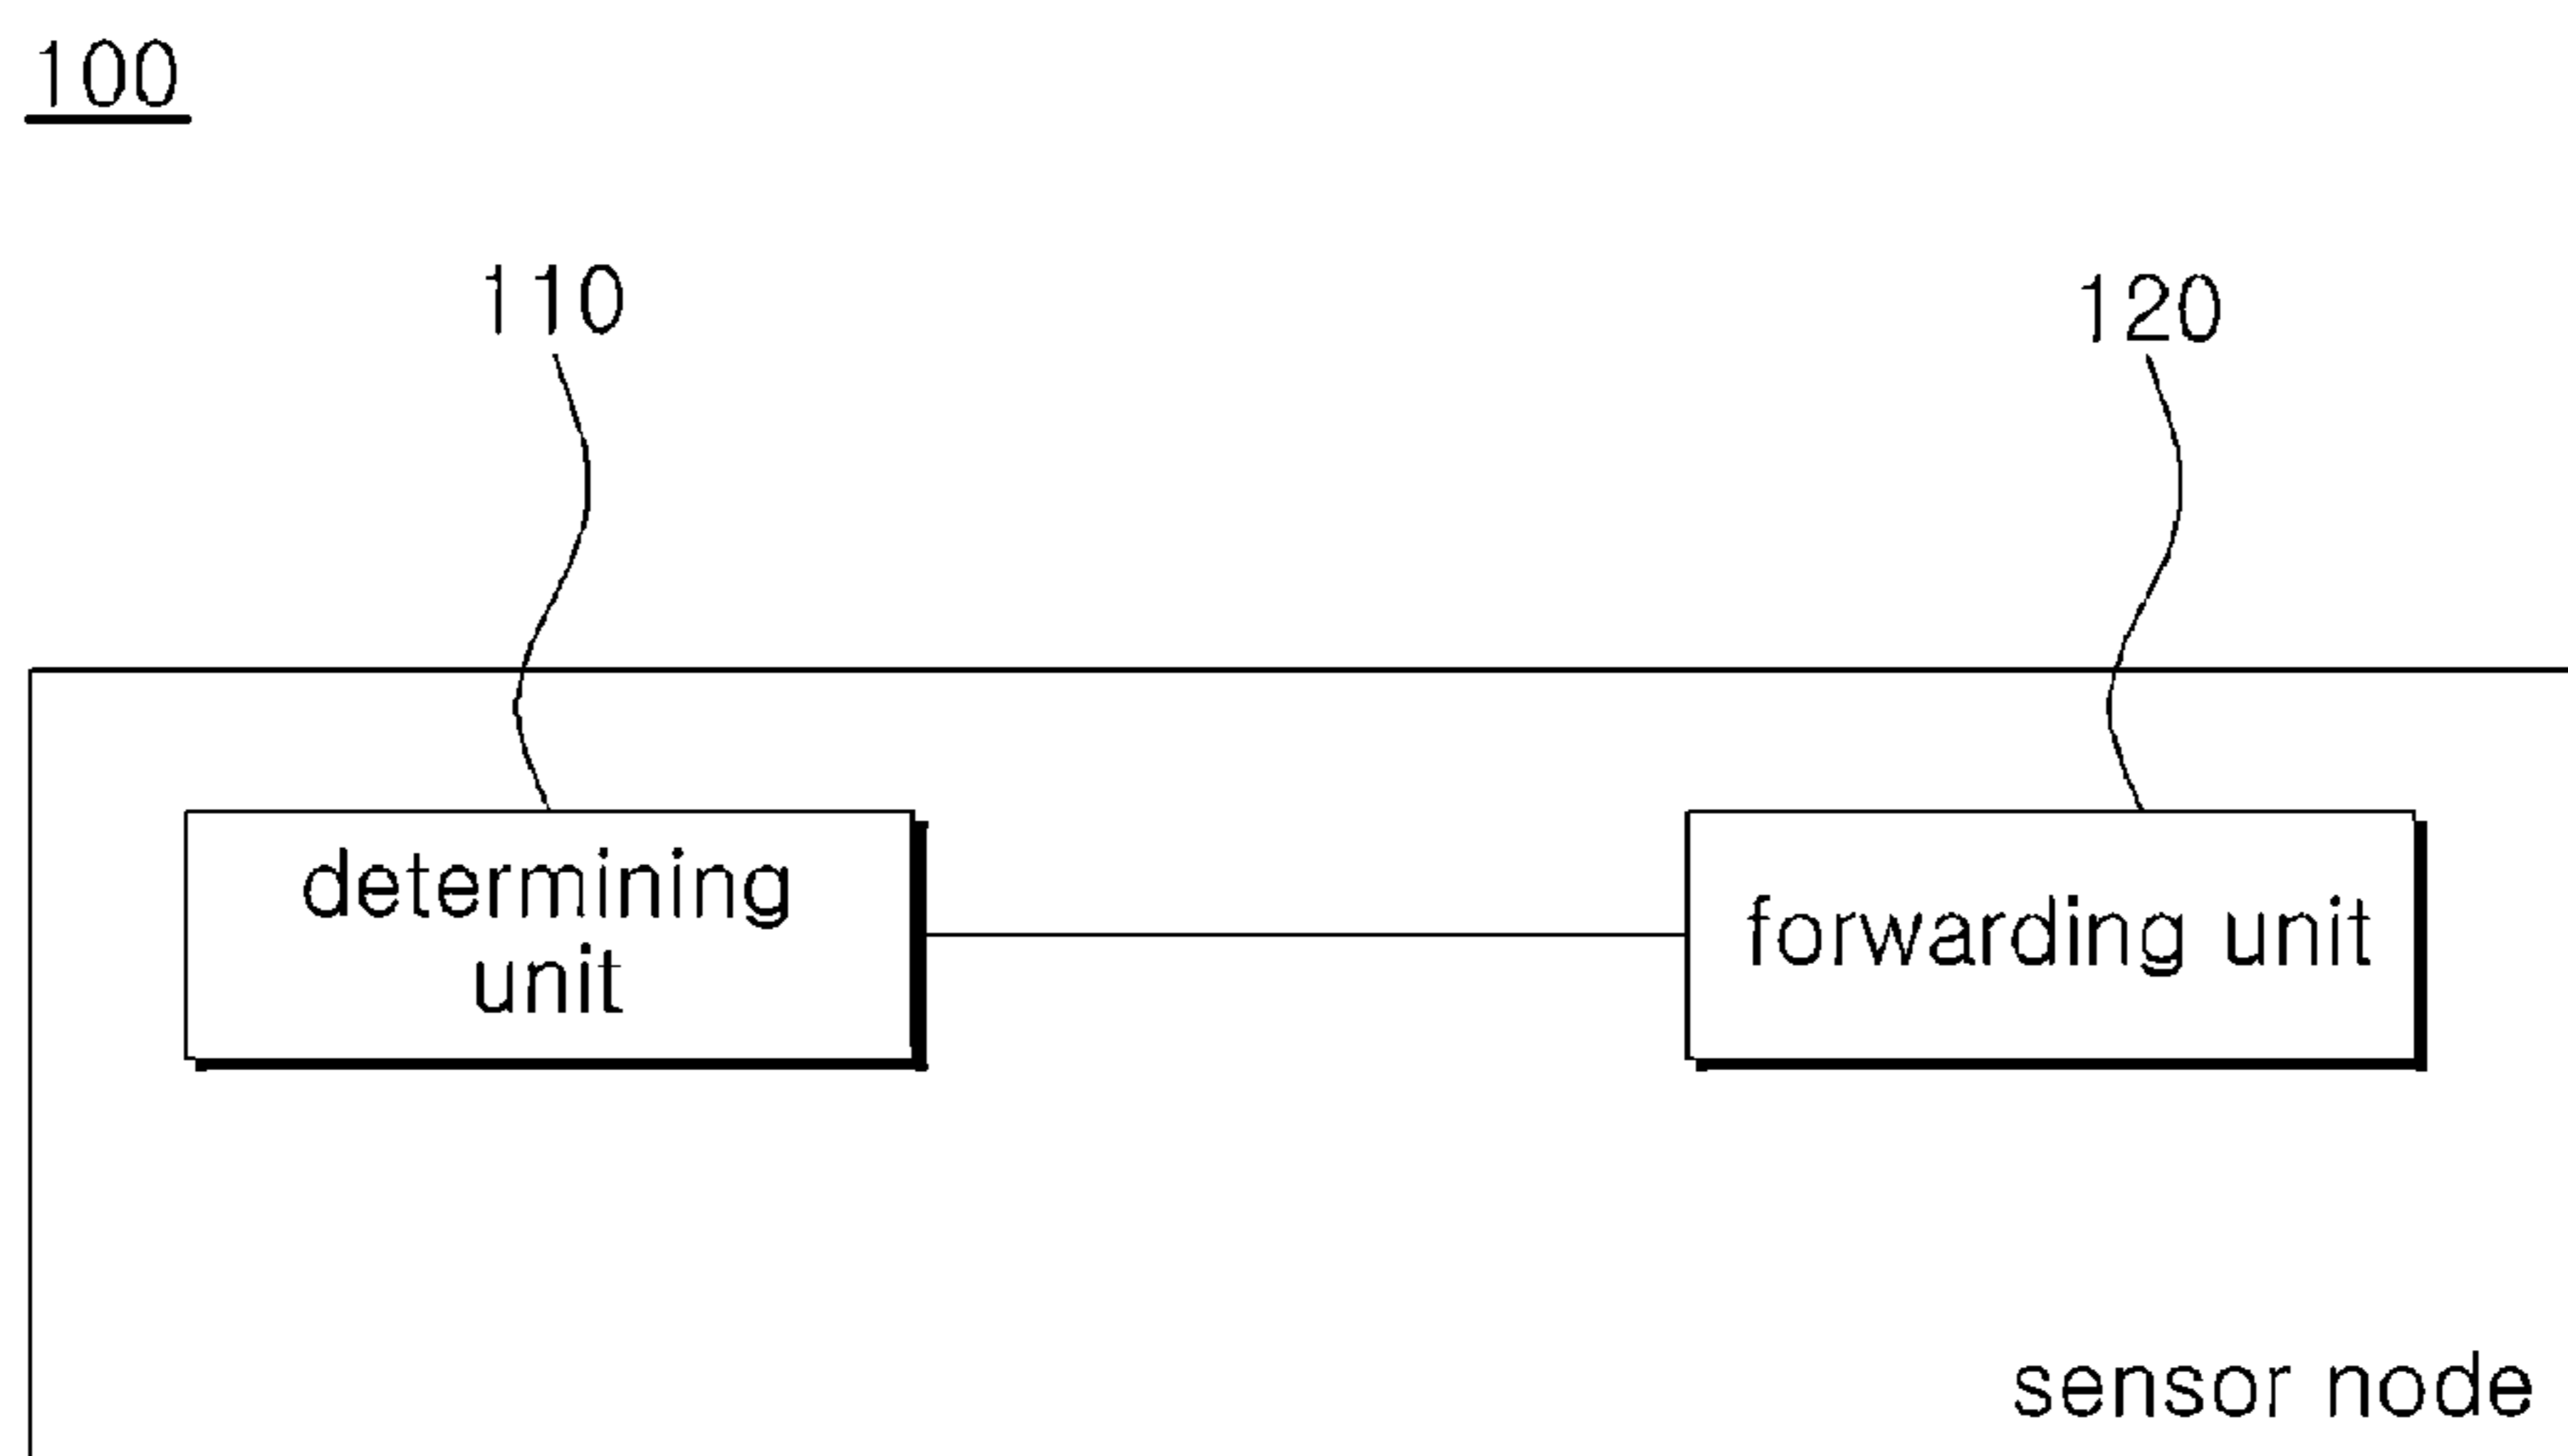 100
110
120
determining
unit
forwarding unit
sensor node